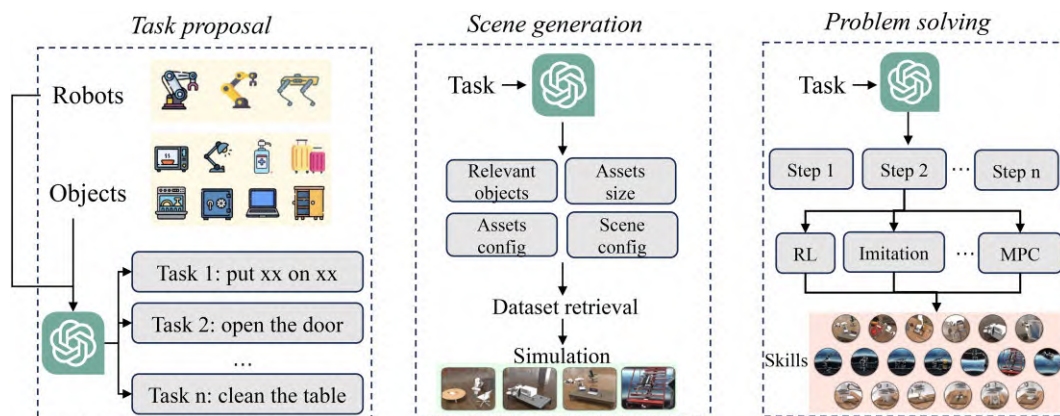 Task proposal
Robots
Objects
Task 1: put xx on xx
Task 2: open the door
...
Task n: clean the table
Scene generation
Task
Relevant
objects
Assets
size
Assets
config
Scene
config
Dataset retrieval
Simulation
Problem solving
Task
Step 1
Step 2
...
Step n
RL
Imitation
...
MPC
Skills